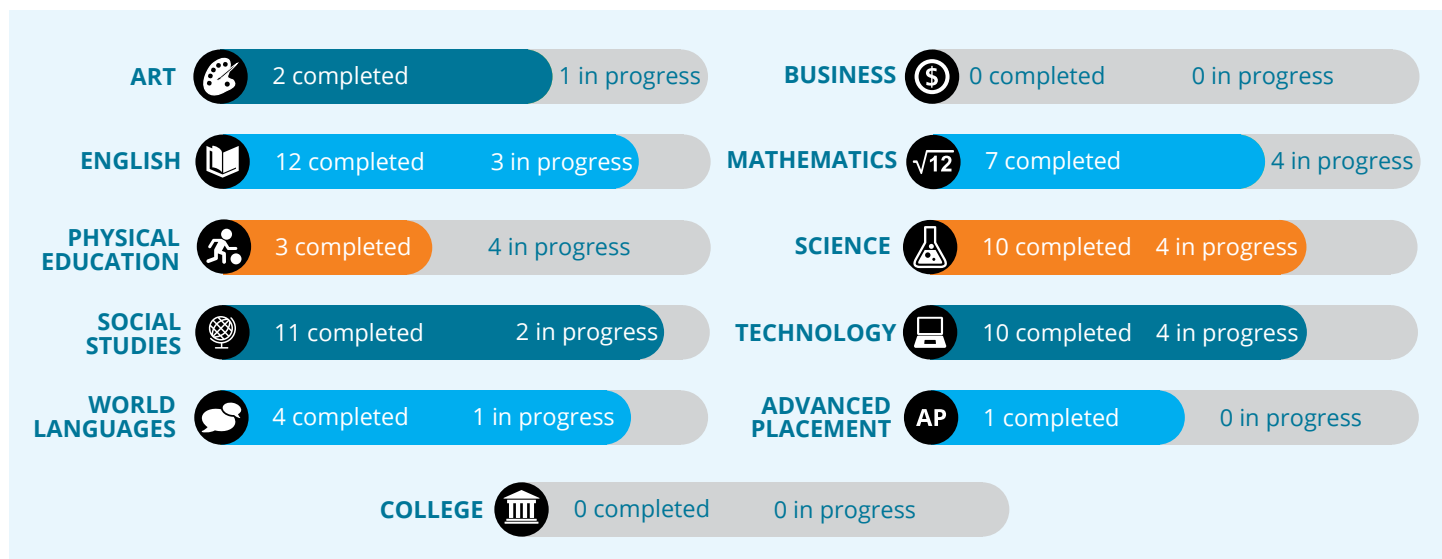 ART 2 completed 1 in progress
BUSINESS $ 0 completed 0 in progress
ENGLISH 12 completed 3 in progress
MATHEMATICS √12 7 completed 4 in progress
PHYSICAL
EDUCATION 3 completed 4 in progress
SCIENCE 10 completed 4 in progress
SOCIAL
STUDIES 11 completed 2 in progress
TECHNOLOGY 10 completed 4 in progress
WORLD
LANGUAGES 4 completed 1 in progress
ADVANCED
PLACEMENT AP 1 completed 0 in progress
COLLEGE 0 completed 0 in progress